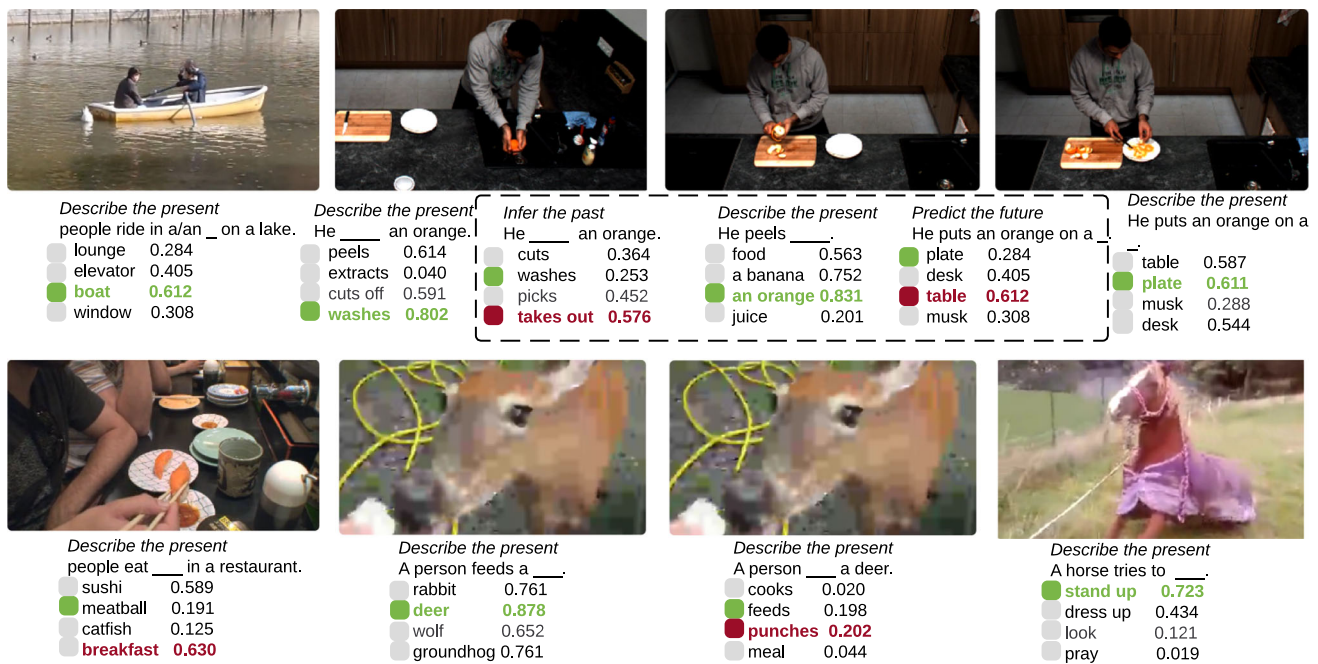 Describe the present
people ride in a/an _ on a lake.
lounge 0.284
elevator 0.405
boat 0.612
window 0.308
Describe the present
He ____ an orange.
peels 0.614
extracts 0.040
cuts off 0.591
washes 0.802
Infer the past
He ____ an orange.
cuts 0.364
washes 0.253
picks 0.452
takes out 0.576
Describe the present
He peels ____.
food 0.563
a banana 0.752
an orange 0.831
juice 0.201
Predict the future
He puts an orange on a _.
plate 0.284
desk 0.405
table 0.612
musk 0.308
Describe the present
He puts an orange on a
_.
table 0.587
plate 0.611
musk 0.288
desk 0.544
Describe the present
people eat ___ in a restaurant.
sushi 0.589
meatball 0.191
catfish 0.125
breakfast 0.630
Describe the present
A person feeds a ___.
rabbit 0.761
deer 0.878
wolf 0.652
groundhog 0.761
Describe the present
A person ___ a deer.
cooks 0.020
feeds 0.198
punches 0.202
meal 0.044
Describe the present
A horse tries to ___.
stand up 0.723
dress up 0.434
look 0.121
pray 0.019